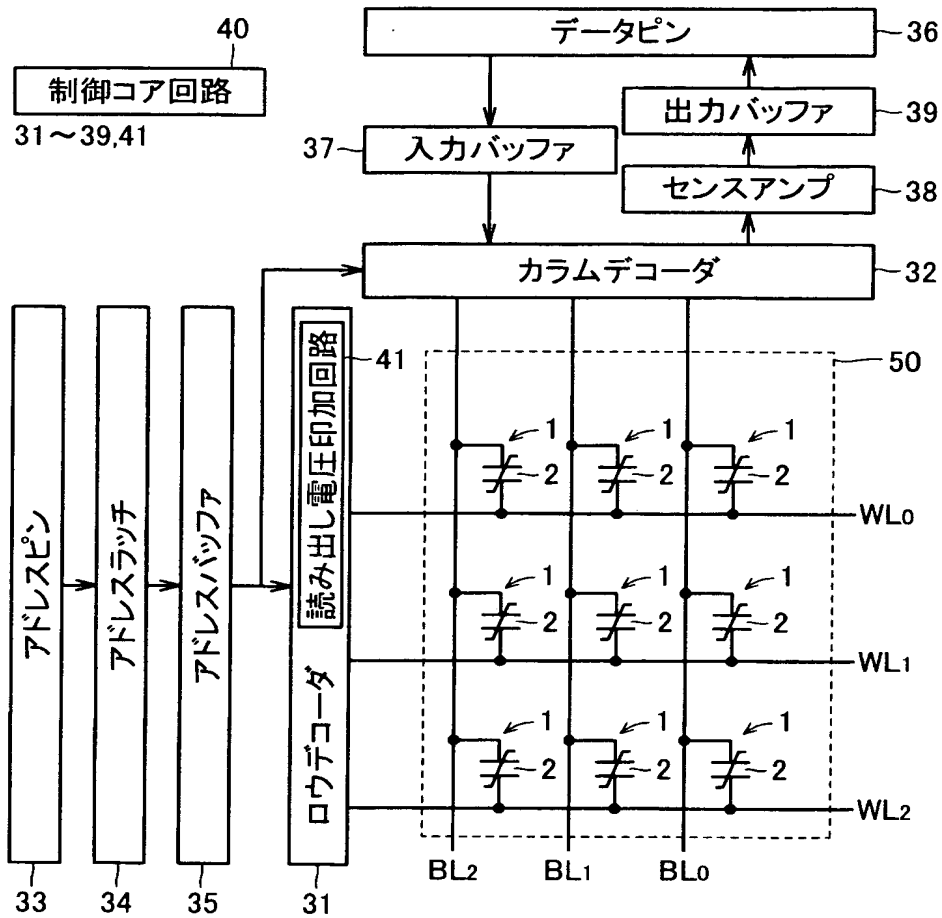 40
データピン
36
制御コア回路
31～39,41
出力バッファ
39
37
入力バッファ
センスアンプ
38
カラムデコーダ
32
アドレスピン
アドレスラッチ
アドレスバッファ
ロウデコーダ
読み出し電圧印加回路
41
50
1 1 1
2 2 2
WL0
1 1 1
2 2 2
WL1
1 1 1
2 2 2
WL2
BL2 BL1 BL0
33 34 35 31